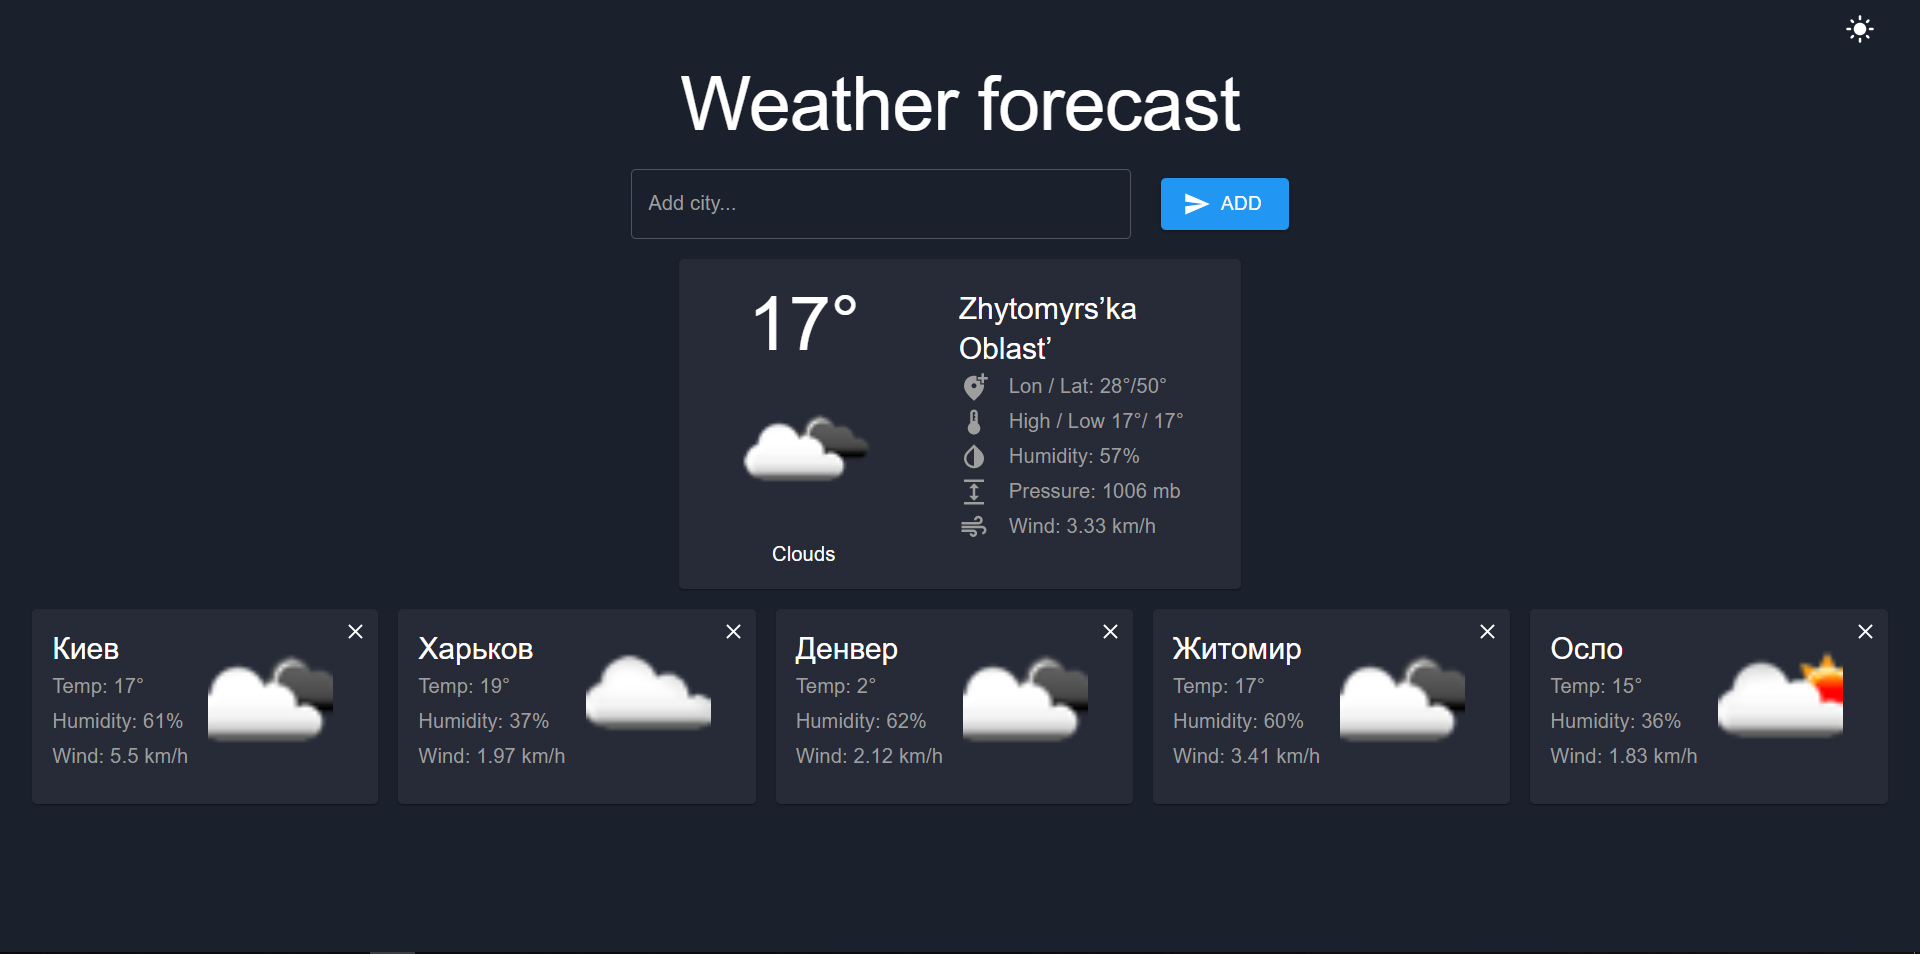 Weather forecast
Add city...
ADD
17°
Clouds
Zhytomyrs’ka
Oblast’
Lon / Lat: 28°/50°
High / Low 17°/ 17°
Humidity: 57%
Pressure: 1006 mb
Wind: 3.33 km/h
Киев
Temp: 17°
Humidity: 61%
Wind: 5.5 km/h
Харьков
Temp: 19°
Humidity: 37%
Wind: 1.97 km/h
Денвер
Temp: 2°
Humidity: 62%
Wind: 2.12 km/h
Житомир
Temp: 17°
Humidity: 60%
Wind: 3.41 km/h
Осло
Temp: 15°
Humidity: 36%
Wind: 1.83 km/h